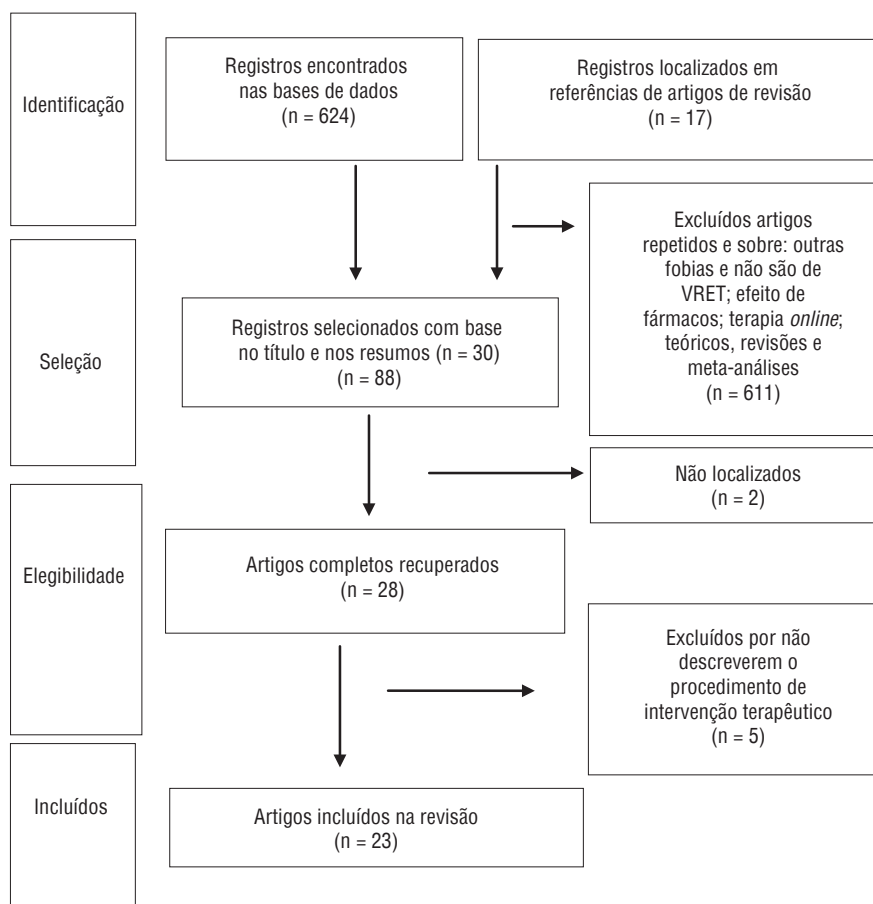 Identificação
Registros encontrados
nas bases de dados
(n = 624)
Registros localizados em
referências de artigos de revisão
(n = 17)
Excluídos artigos
repetidos e sobre: outras
fobias e não são de
VRET; efeito de
fármacos; terapia online;
teóricos, revisões e
meta-análises
(n = 611)
Seleção
Registros selecionados com base
no título e nos resumos (n = 30)
(n = 88)
Não localizados
(n = 2)
Elegibilidade
Artigos completos recuperados
(n = 28)
Excluídos por não
descreverem o
procedimento de
intervenção terapêutico
(n = 5)
Incluídos
Artigos incluídos na revisão
(n = 23)